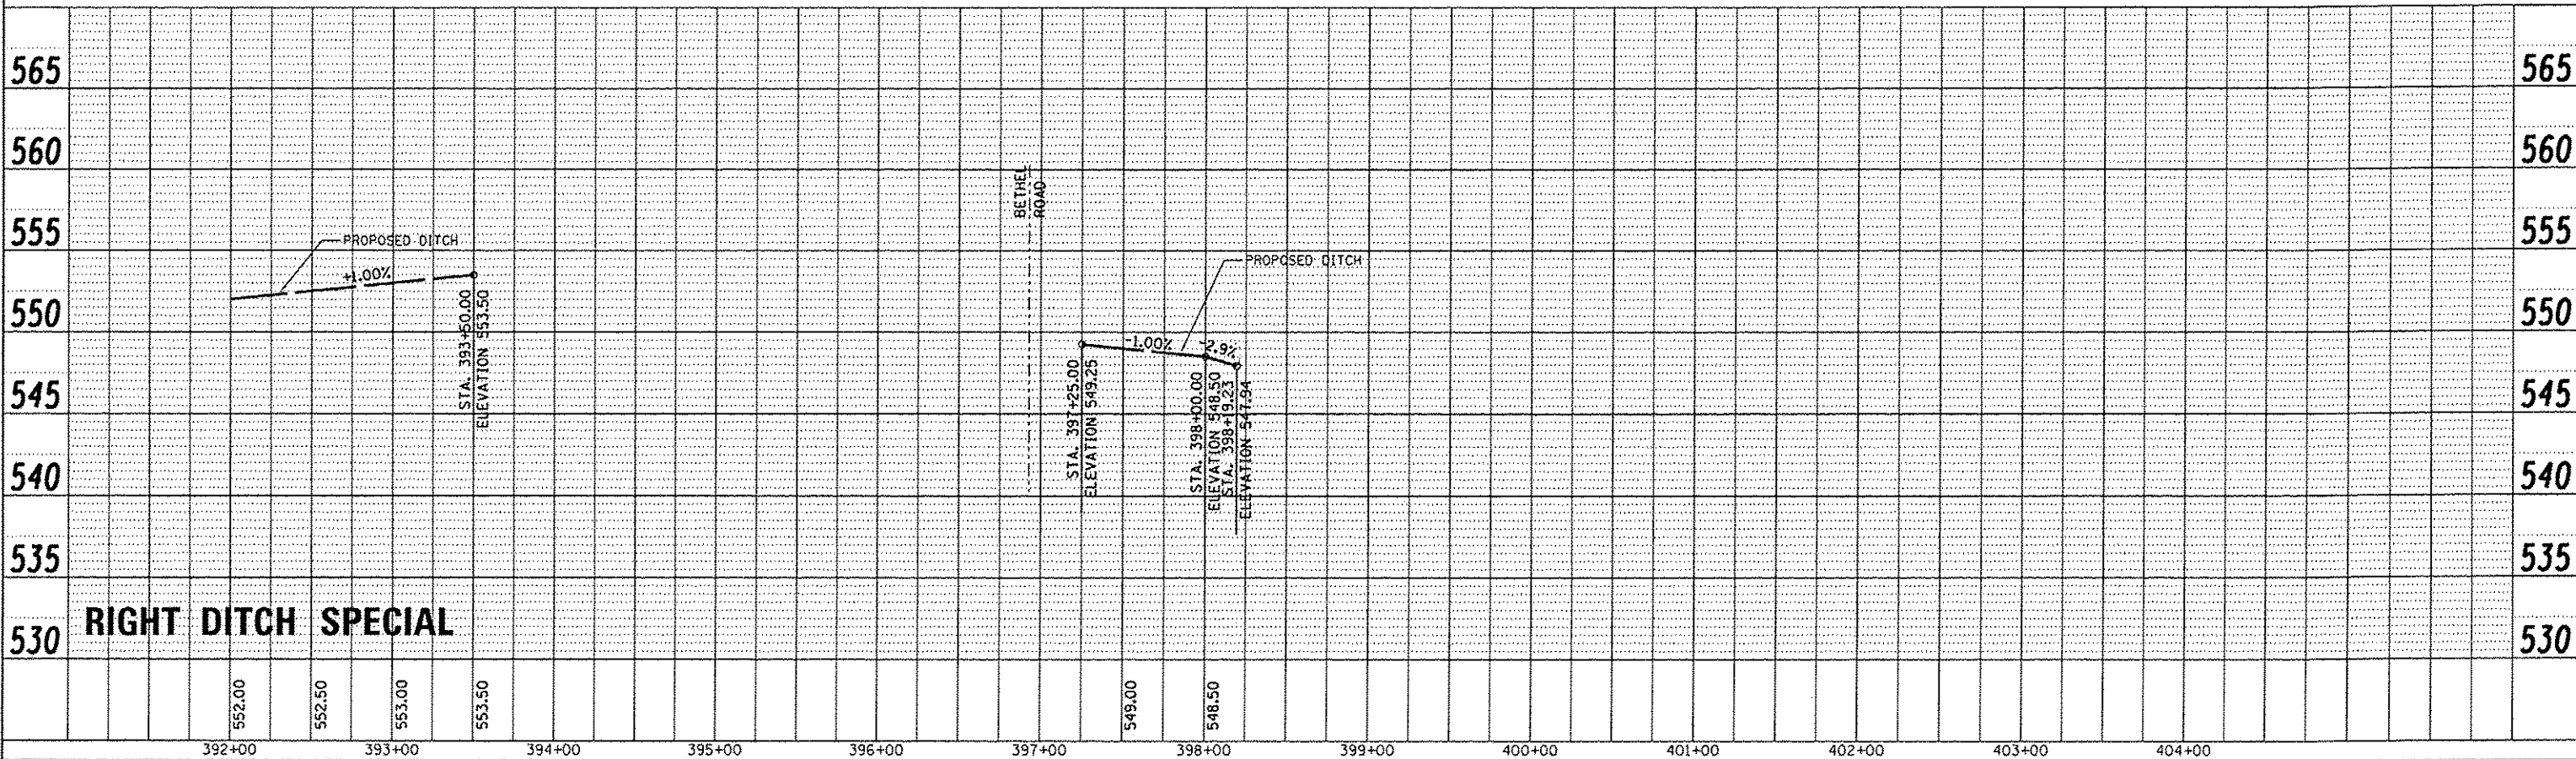 565
565
560
560
BETHEL
ROAD
555
555
PROPOSED DITCH
+1.00%
PROPOSED DITCH
550
550
STA. 393+50.00
ELEVATION 553.50
-1.00%
-2.9%
STA. 397+25.00
ELEVATION 549.25
STA. 398+00.00
ELEVATION 548.50
STA. 398+19.23
ELEVATION 547.94
545
545
540
540
535
535
RIGHT DITCH SPECIAL
530
530
552.00
552.50
553.00
553.50
549.00
548.50
392+00
393+00
394+00
395+00
396+00
397+00
398+00
399+00
400+00
401+00
402+00
403+00
404+00